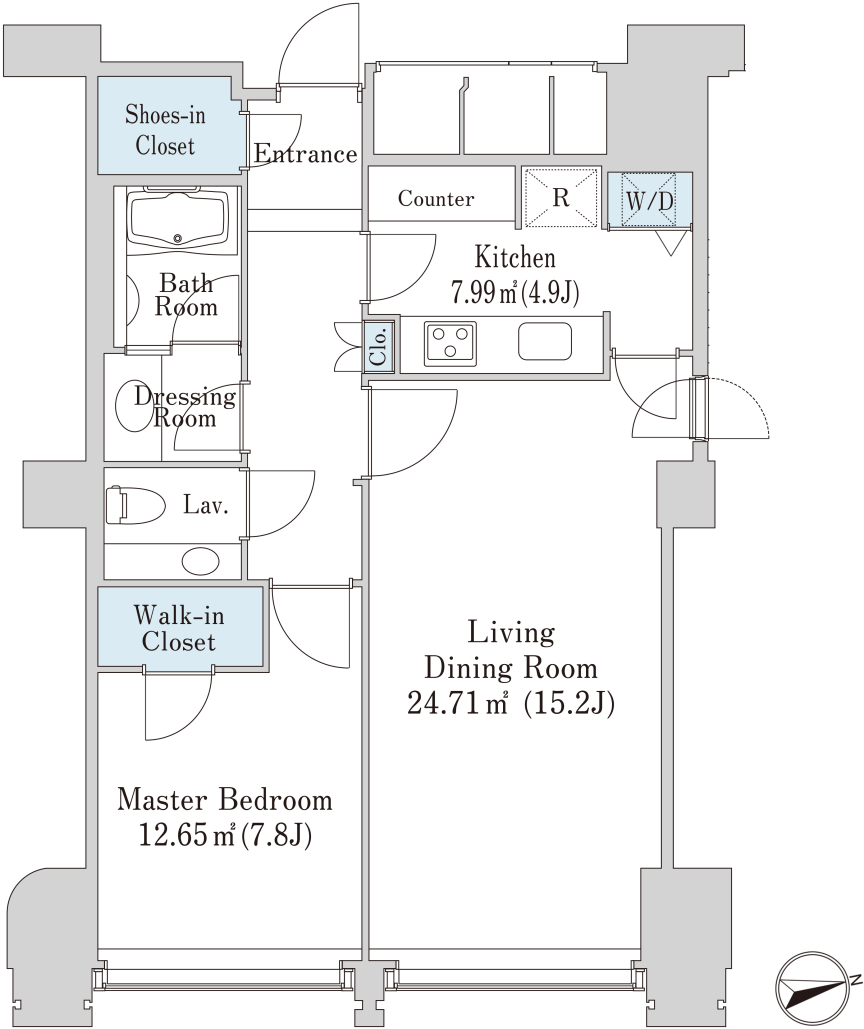 Shoes-in
Closet
Entrance
Counter
R
W/D
Kitchen
7.99㎡(4.9J)
Bath
Room
Clo.
Dressing
Room
Lav.
Walk-in
Closet
Living
Dining Room
24.71㎡ (15.2J)
Master Bedroom
12.65㎡(7.8J)
N